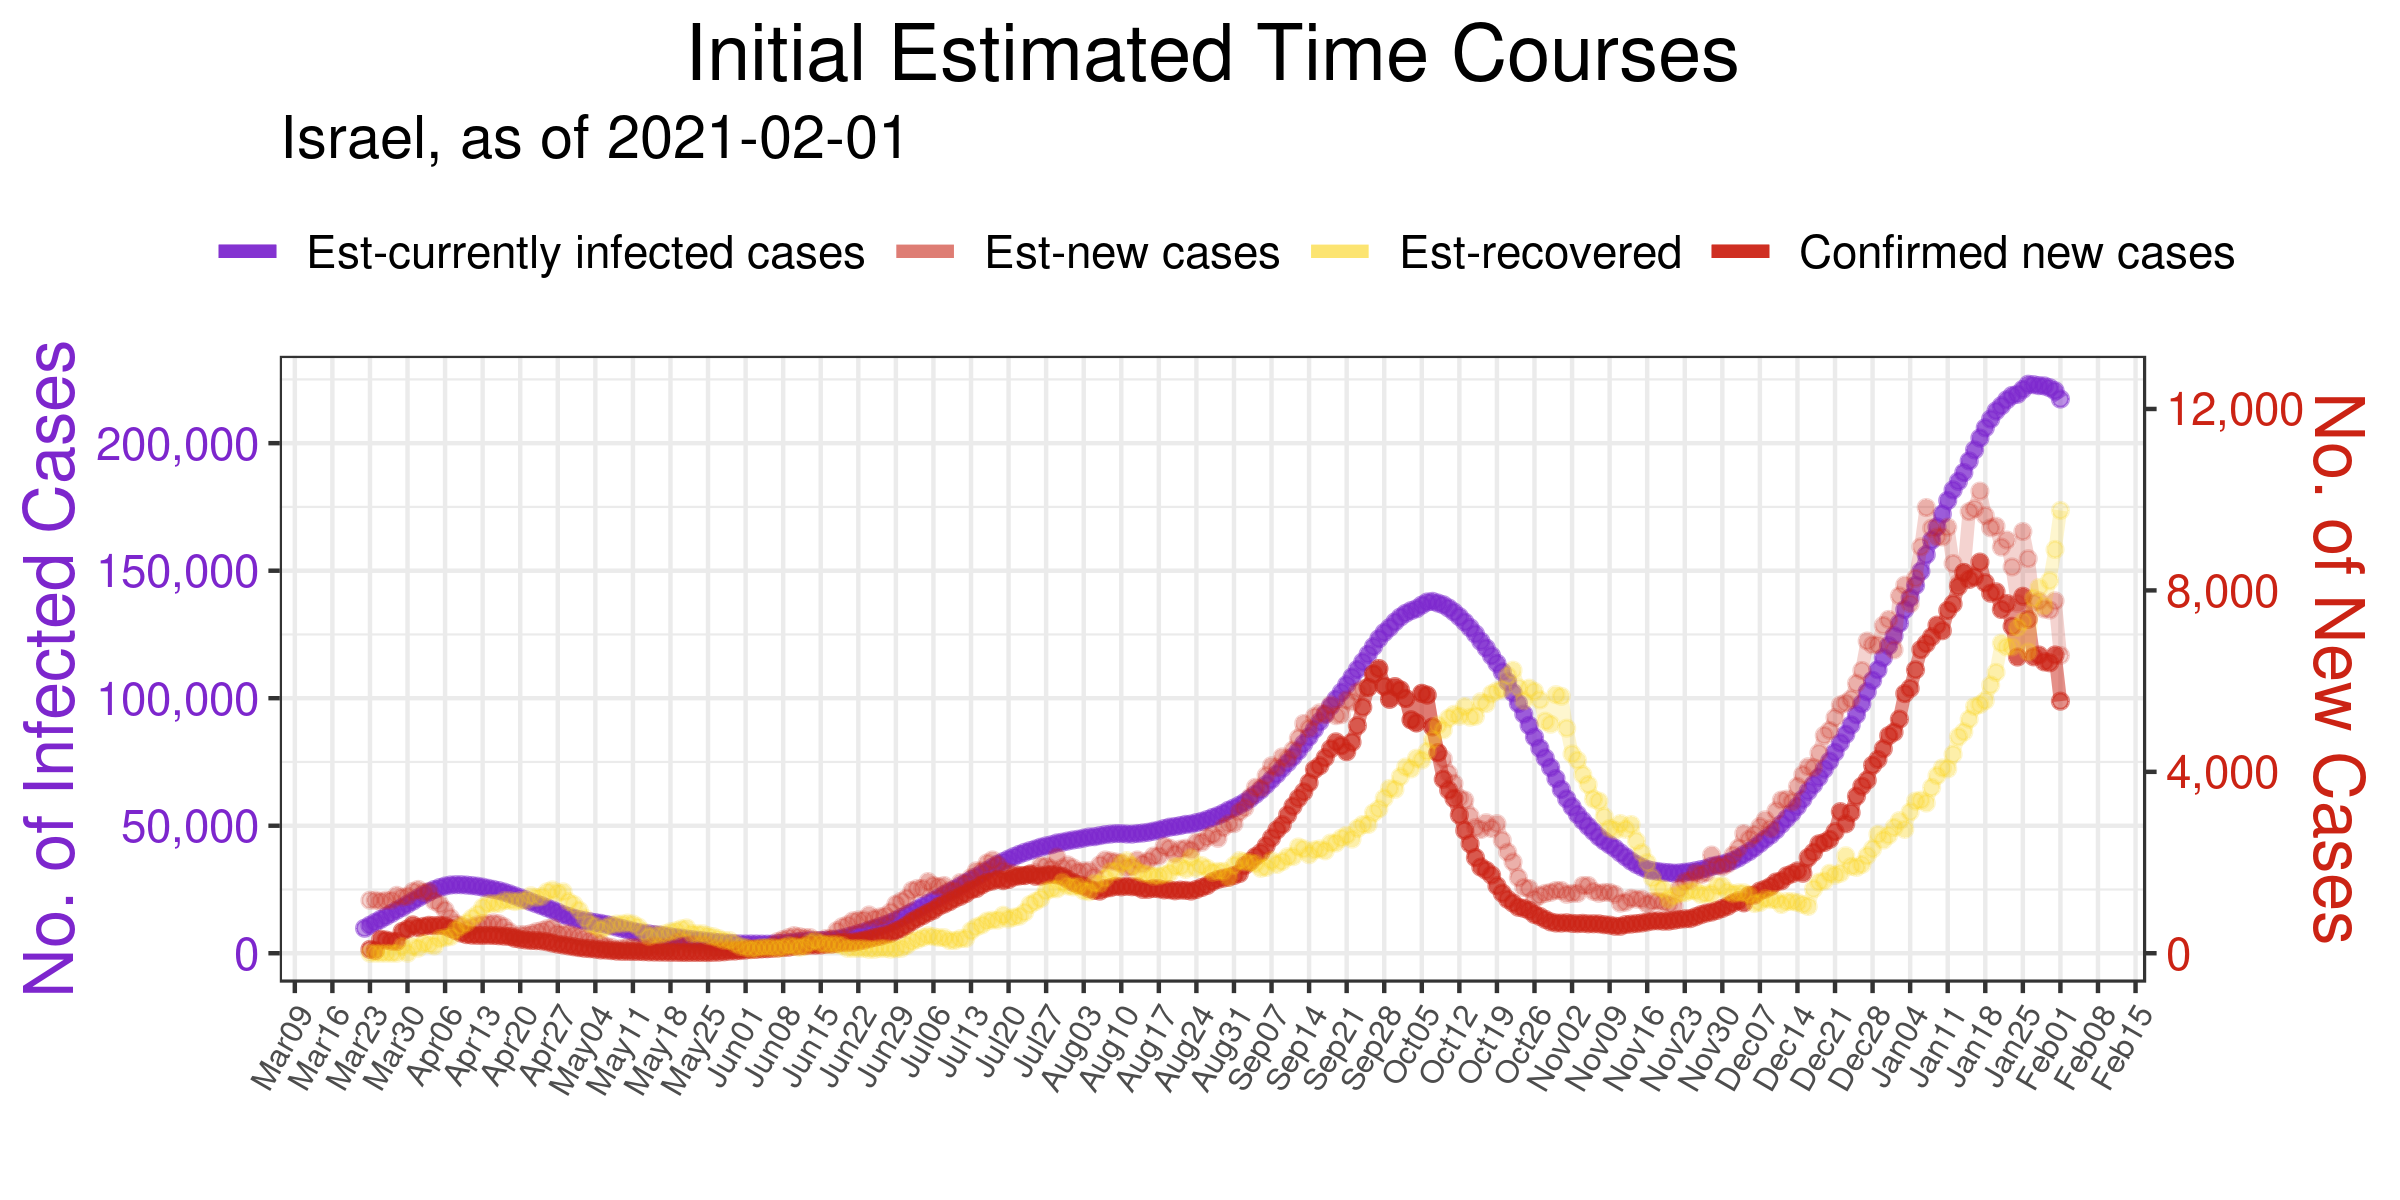 Initial Estimated Time Courses
Israel, as of 2021-02-01
Est-currently infected cases
Est-new cases
Est-recovered
Confirmed new cases
No. of Infected Cases
200,000
150,000
100,000
50,000
0
12,000
8,000
4,000
0
No. of New Cases
Mar09
Mar16
Mar23
Mar30
Apr06
Apr13
Apr20
Apr27
May04
May11
May18
May25
Jun01
Jun08
Jun15
Jun22
Jun29
Jul06
Jul13
Jul20
Jul27
Aug03
Aug10
Aug17
Aug24
Aug31
Sep07
Sep14
Sep21
Sep28
Oct05
Oct12
Oct19
Oct26
Nov02
Nov09
Nov16
Nov23
Nov30
Dec07
Dec14
Dec21
Dec28
Jan04
Jan11
Jan18
Jan25
Feb01
Feb08
Feb15